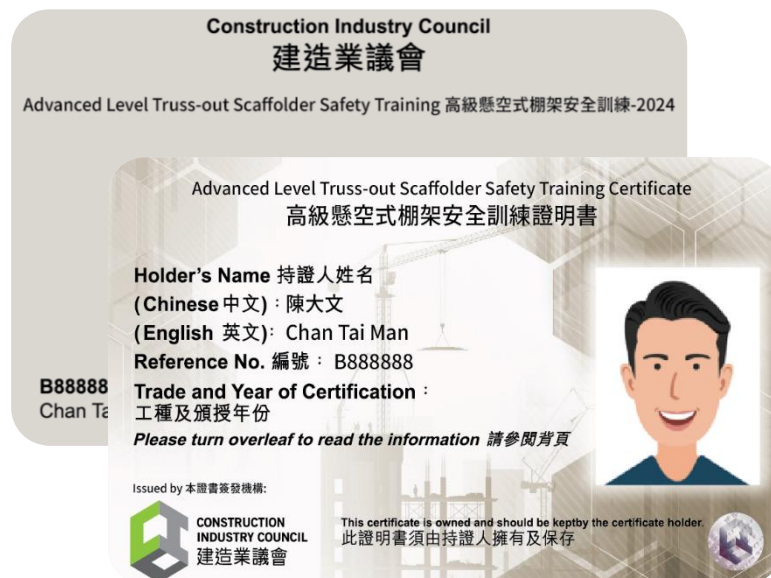 Construction Industry Council
建造業議會
Advanced Level Truss-out Scaffolder Safety Training 高級懸空式棚架安全訓練-2024
B88888
Chan Ta
Advanced Level Truss-out Scaffolder Safety Training Certificate
高級懸空式棚架安全訓練證明書
Holder's Name 持證人姓名
(Chinese 中文)：陳大文
(English 英文)： Chan Tai Man
Reference No. 編號： B888888
Trade and Year of Certification：
工種及頒授年份
Please turn overleaf to read the information 請參閱背頁
Issued by 本證書簽發機構:
CONSTRUCTION
INDUSTRY COUNCIL
建造業議會
This certificate is owned and should be keptby the certificate holder.
此證明書須由持證人擁有及保存